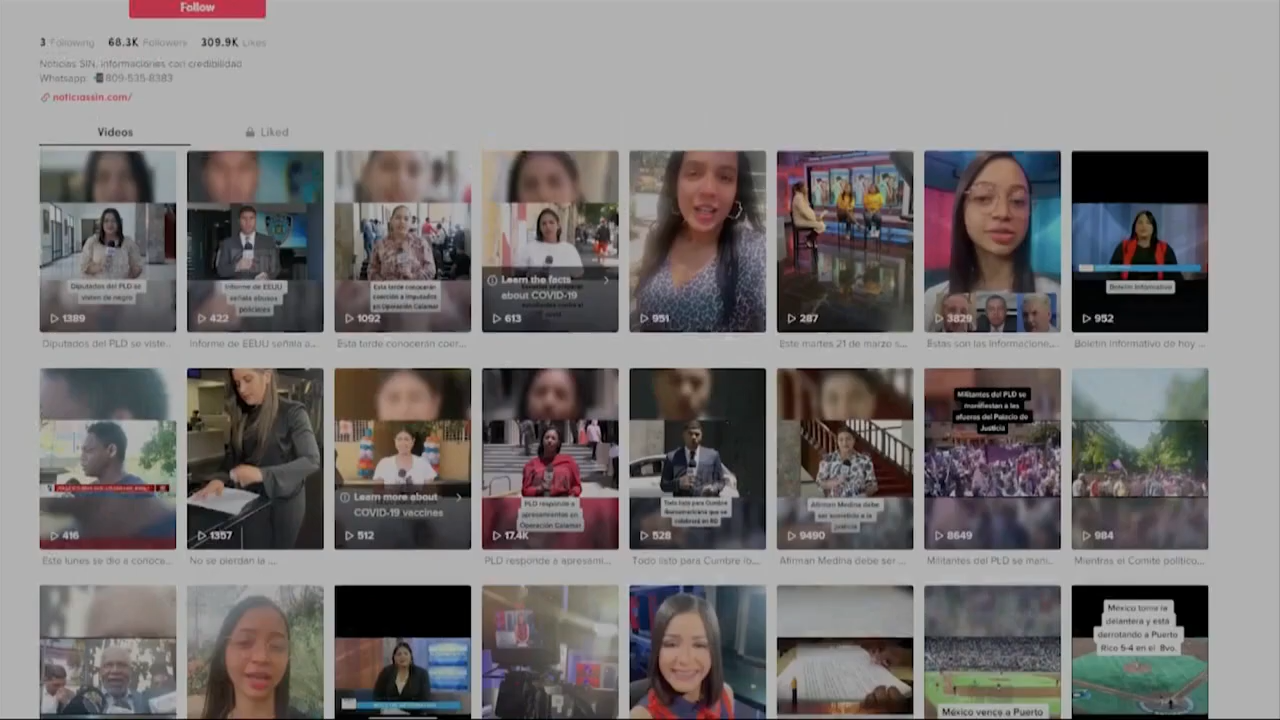 Follow
3 Following 68.3K Followers 309.9K Likes
Noticias SIN, informaciones con credibilidad
Whatsapp: 809-535-8383
noticiassin.com/
Videos Liked
Diputados del PLD se
visten de negro
1389
Informe de EEUU
señala abusos
policiales
422
Esta tarde conocerán
coerción a imputados
en Operación Calamar
1092
Learn the facts
about COVID-19
613
951
287
3829
Boletín Informativo
952
Diputados del PLD se viste...
Informe de EEUU señala a...
Esta tarde conocerán coer...
Este martes 21 de marzo s...
Estas son las informacione...
Boletín Informativo de hoy ...
416
1357
Learn more about
COVID-19 vaccines
512
PLD responde a
apresamientos en
Operación Calamar
17.4K
Todo listo para Cumbre
Iberoamericana que se
celebrará en RD
528
Afirman Medina debe
ser sometido a la
justicia
9490
Militantes del PLD se
manifiestan a las
afueras del Palacio de
Justicia
8649
984
Este lunes se dio a conoce...
No se pierdan la ...
PLD responde a apresami...
Todo listo para Cumbre Ib...
Afirman Medina debe ser ...
Militantes del PLD se mani...
Mientras el Comité político...
México vence a Puerto
México toma la
delantera y está
derrotando a Puerto
Rico 5-4 en el 8vo.